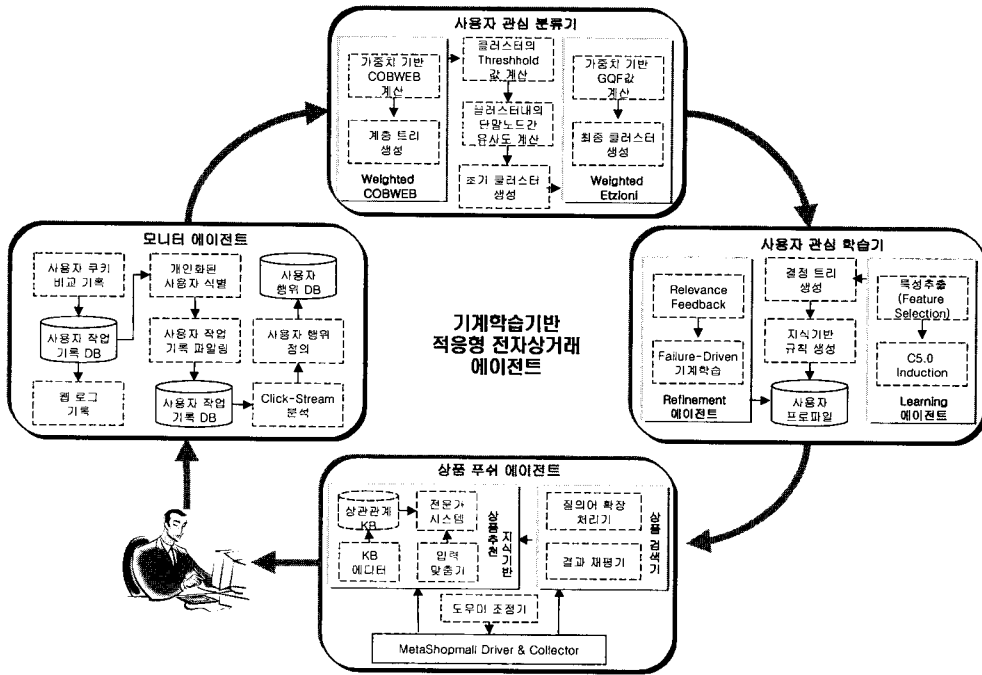 사용자 관심 분류기
가중치 기반
COBWEB
계산
계층 트리
생성
Weighted
COBWEB
클러스터의
Threshhold
값 계산
클러스터내의
단말노드간
유사도 계산
초기 클러스터
생성
가중치 기반
GQF값
계산
최종 클러스터
생성
Weighted
Etzioni
모니터 에이전트
사용자 쿠키
비교 기록
사용자 작업
기록 DB
웹 로그
기록
개인화된
사용자 식별
사용자 작업
기록 파일링
사용자 작업
기록 DB
사용자
행위 DB
사용자 행위
정의
Click-Stream
분석
기계학습기반
적응형 전자상거래
에이전트
사용자 관심 학습기
Relevance
Feedback
Failure-Driven
기계학습
Refinement
에이전트
결정 트리
생성
지식기반
규칙 생성
사용자
프로파일
특성추출
(Feature
Selection)
C5.0
Induction
Learning
에이전트
상품 푸쉬 에이전트
상관관계
KB
KB
에디터
전문가
시스템
입력
맞춤기
지식기반
상품 추천
질의어 확장
처리기
결과 재평가
상품 검색기
도우미 조정기
MetaShopmall Driver & Collector